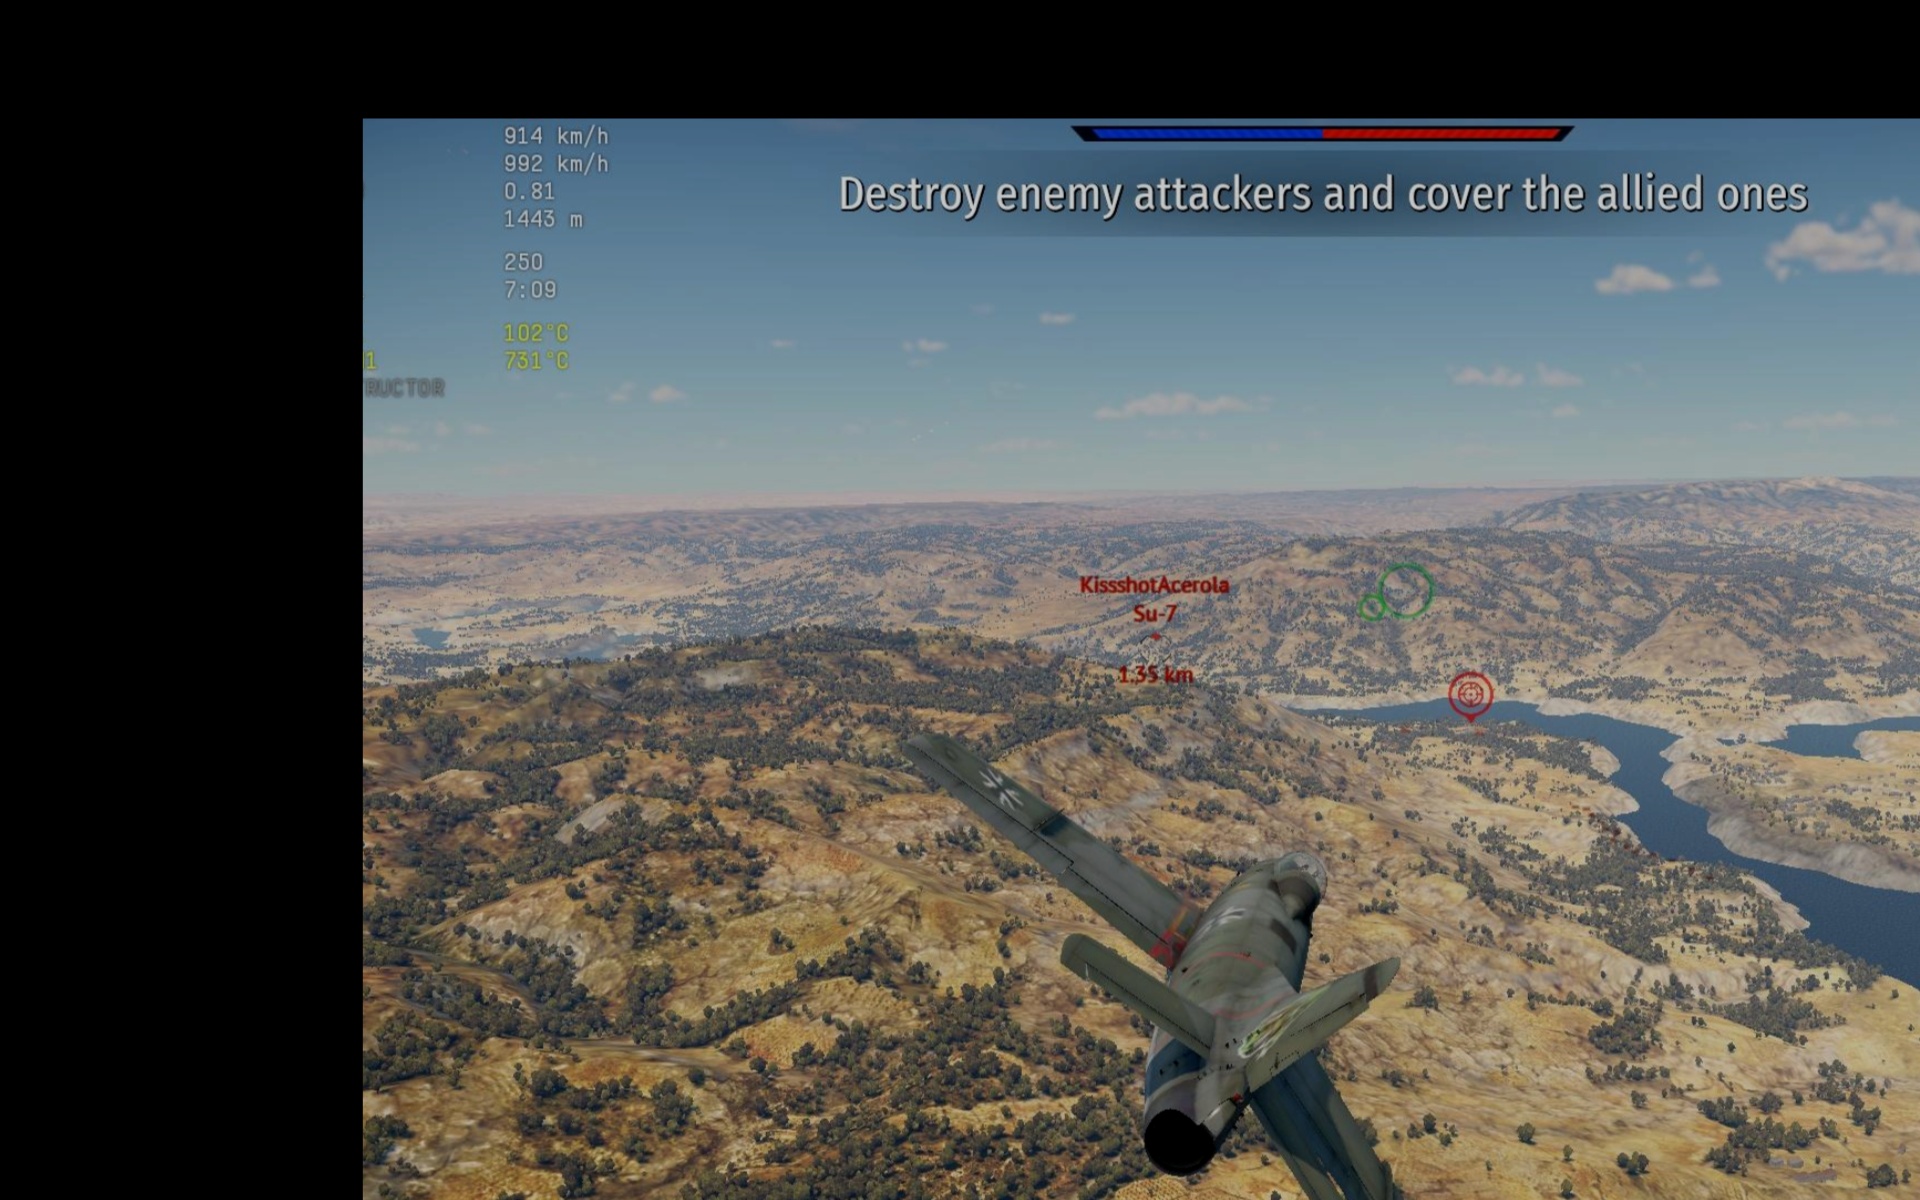 914 km/h
992 km/h
0.81
1443 m
250
7:09
102°C
1 731°C
RUCTOR
Destroy enemy attackers and cover the allied ones
KissshotAcerola
Su-7
1.35 km